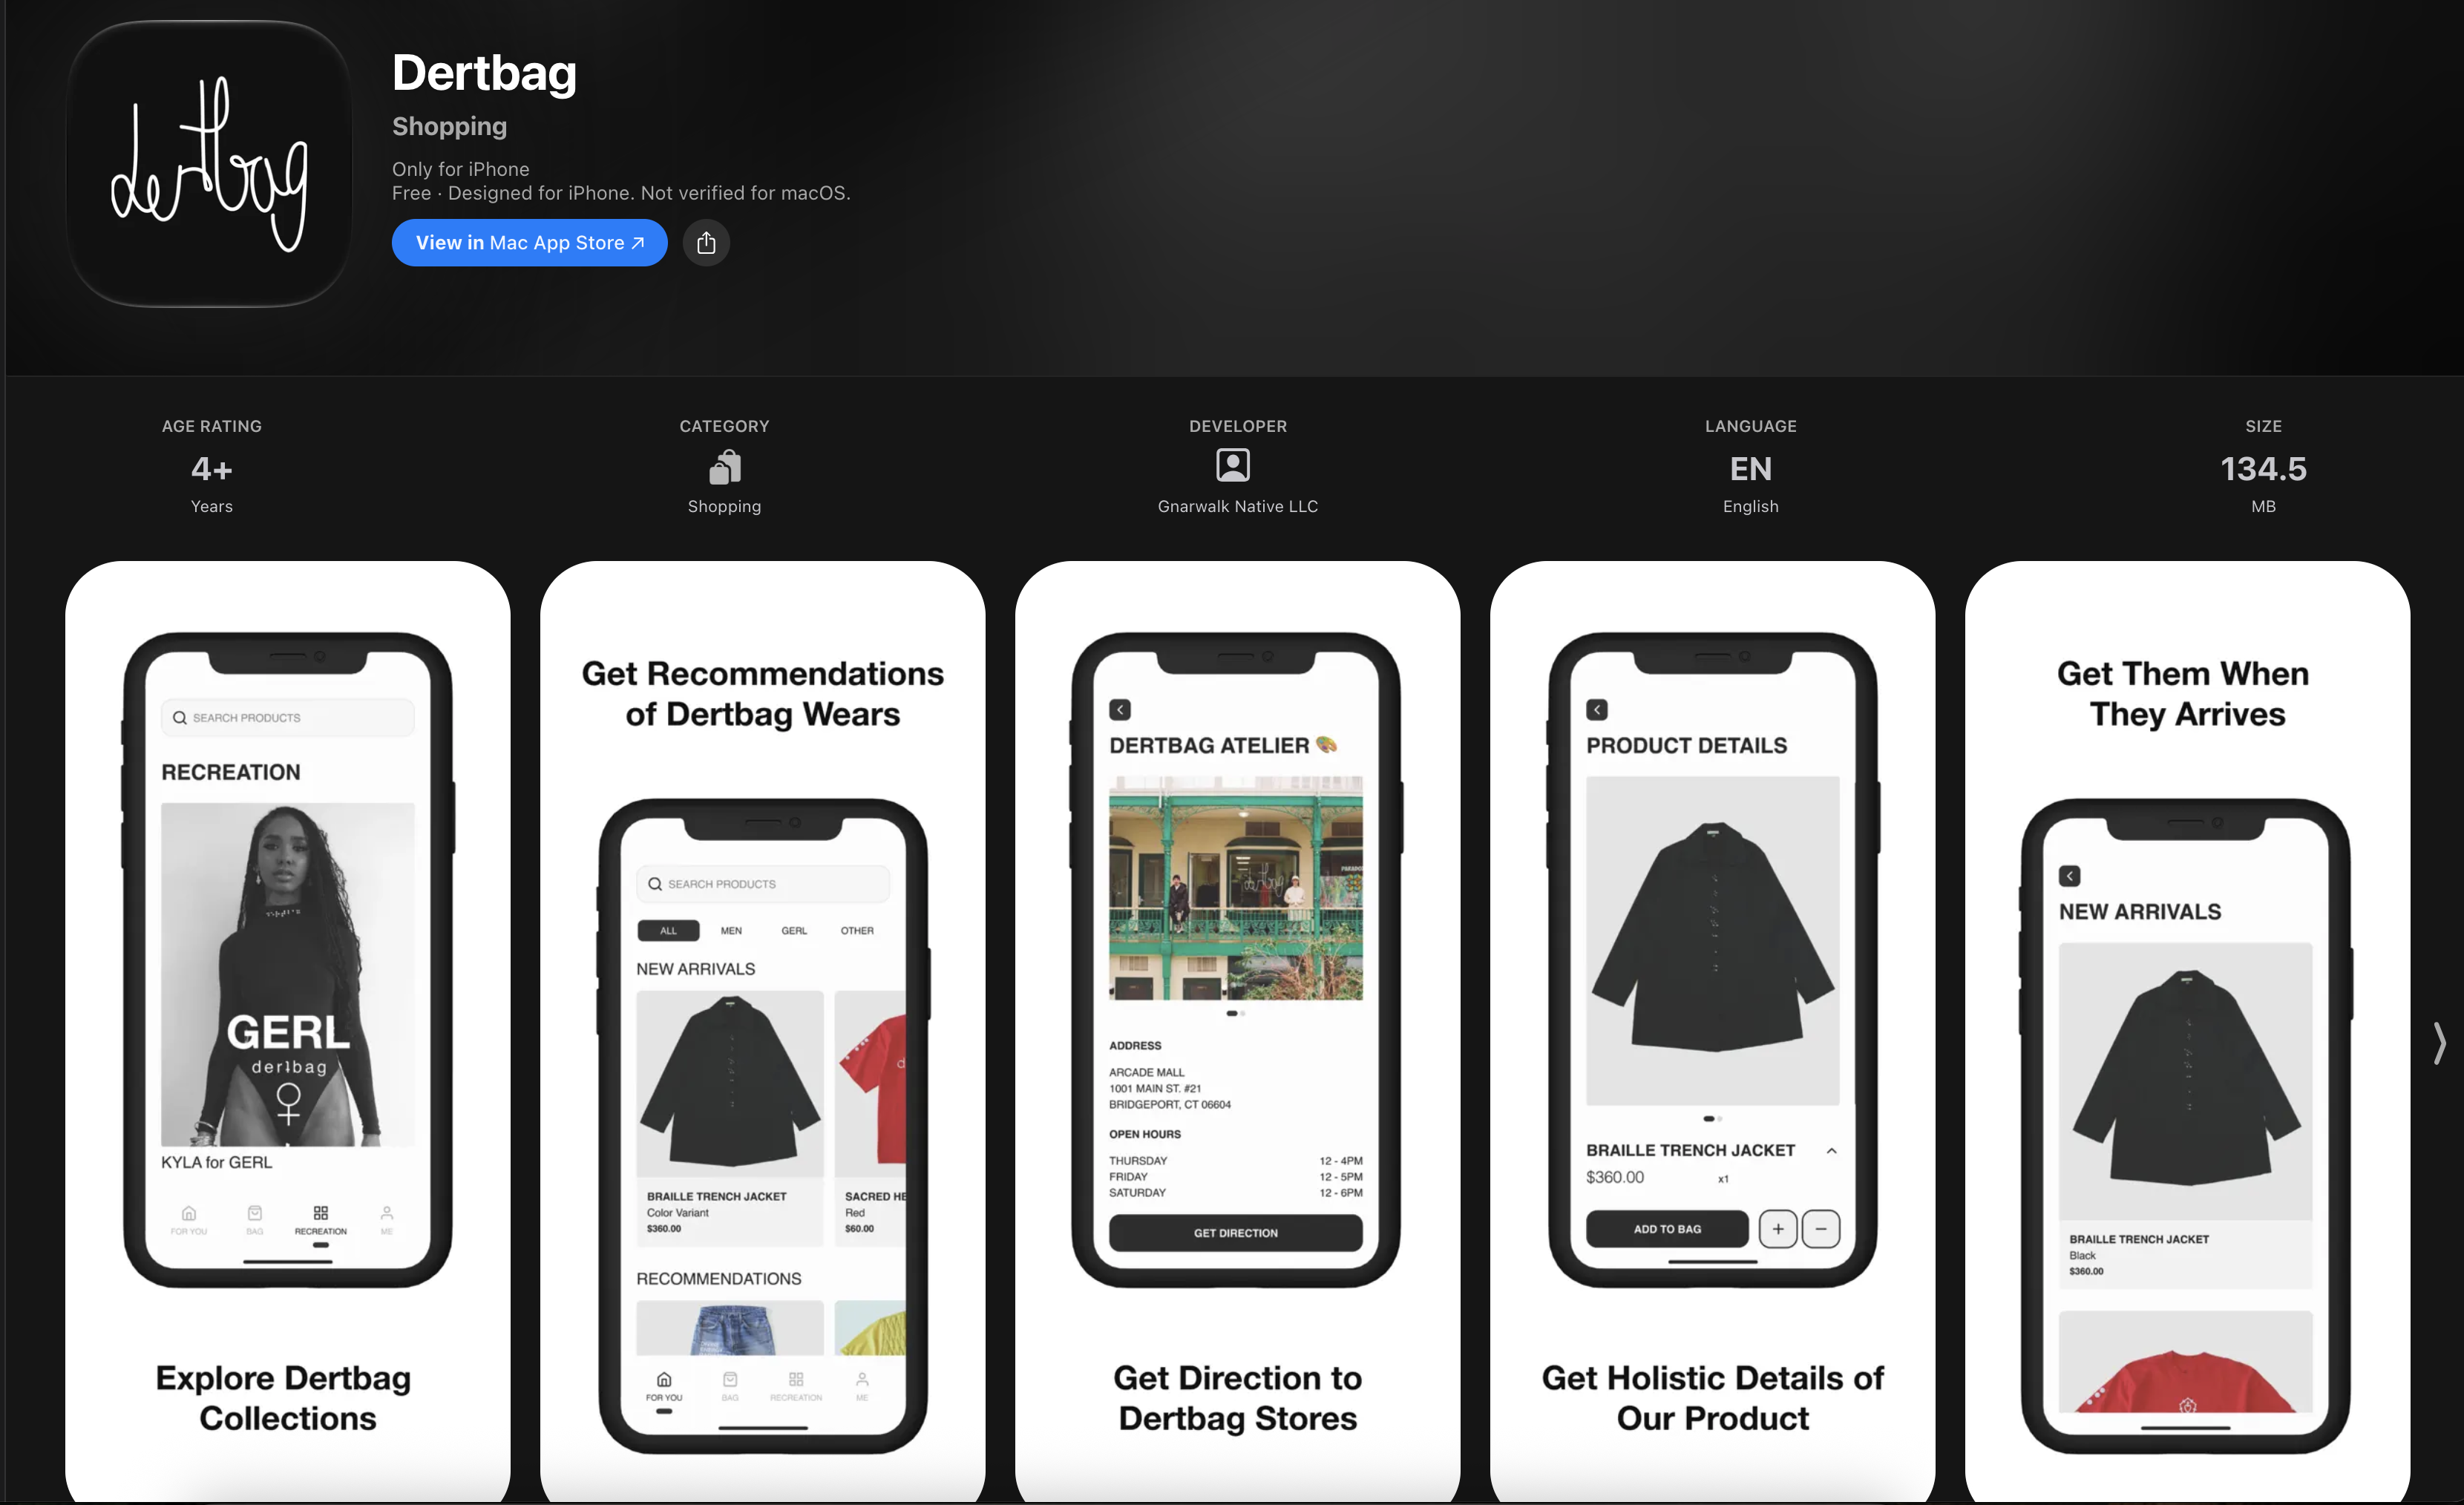 dertbag
Dertbag
Shopping
Only for iPhone
Free · Designed for iPhone. Not verified for macOS.
View in Mac App Store ↗
AGE RATING
4+
Years
CATEGORY
Shopping
DEVELOPER
Gnarwalk Native LLC
LANGUAGE
EN
English
SIZE
134.5
MB
SEARCH PRODUCTS
RECREATION
GERL
dertbag
KYLA for GERL
FOR YOU
BAG
RECREATION
ME
Explore Dertbag
Collections
Get Recommendations
of Dertbag Wears
SEARCH PRODUCTS
ALL
MEN
GERL
OTHER
NEW ARRIVALS
BRAILLE TRENCH JACKET
Color Variant
$360.00
d
SACRED HE
Red
$60.00
RECOMMENDATIONS
FOR YOU
BAG
RECREATION
ME
DERTBAG ATELIER 🎨
dertbag
ADDRESS
ARCADE MALL
1001 MAIN ST. #21
BRIDGEPORT, CT 06604
OPEN HOURS
THURSDAY 12 - 4PM
FRIDAY 12 - 5PM
SATURDAY 12 - 6PM
GET DIRECTION
Get Direction to
Dertbag Stores
PRODUCT DETAILS
BRAILLE TRENCH JACKET
$360.00 x1
ADD TO BAG + −
Get Holistic Details of
Our Product
Get Them When
They Arrives
NEW ARRIVALS
BRAILLE TRENCH JACKET
Black
$360.00